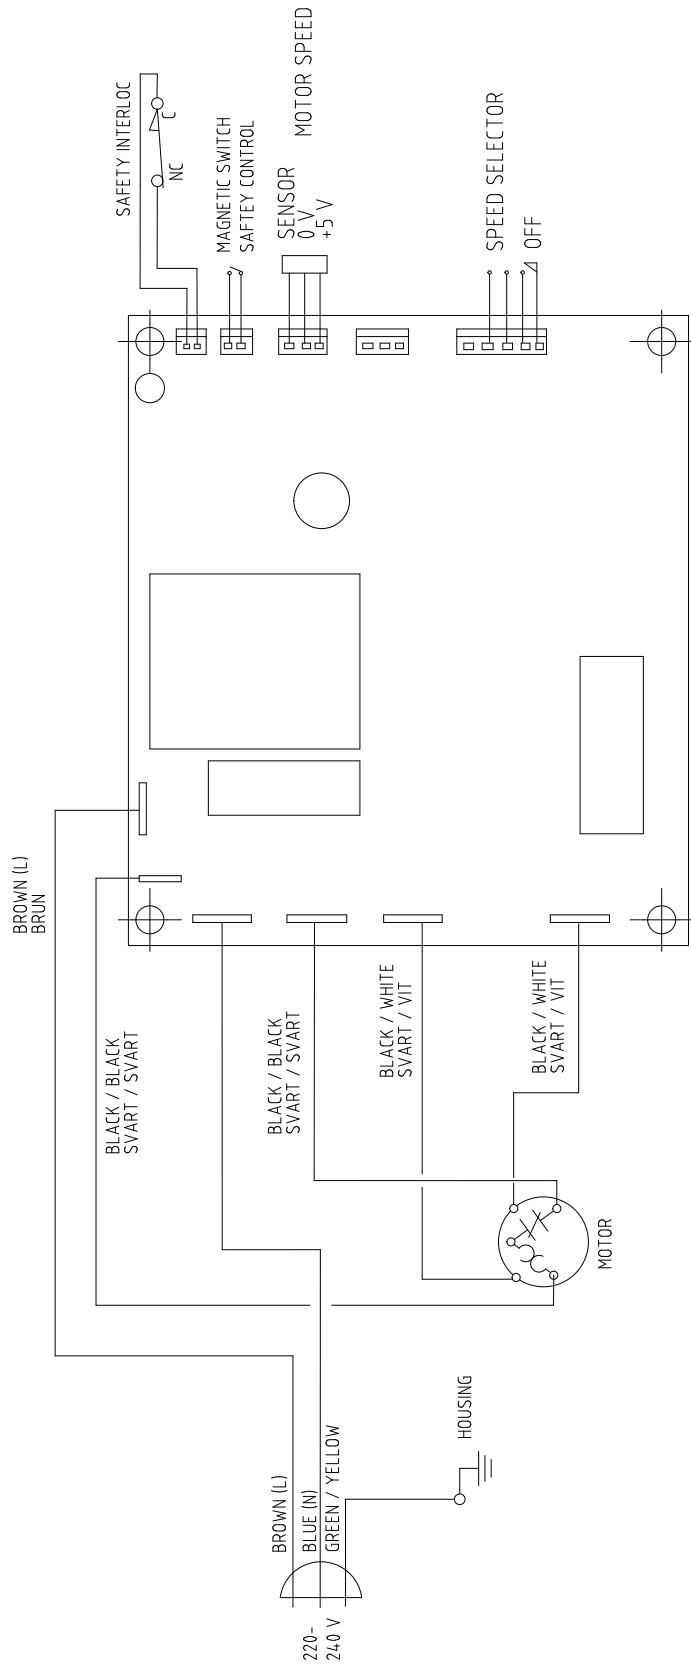 SAFETY INTERLOC
C
NC
MAGNETIC SWITCH
SAFTEY CONTROL
MOTOR SPEED
SENSOR
0 V
+5 V
SPEED SELECTOR
OFF
BROWN (L)
BRUN
BLACK / BLACK
SVART / SVART
BLACK / BLACK
SVART / SVART
BLACK / WHITE
SVART / VIT
BLACK / WHITE
SVART / VIT
MOTOR
HOUSING
BROWN (L)
BLUE (N)
GREEN / YELLOW
220-
240 V